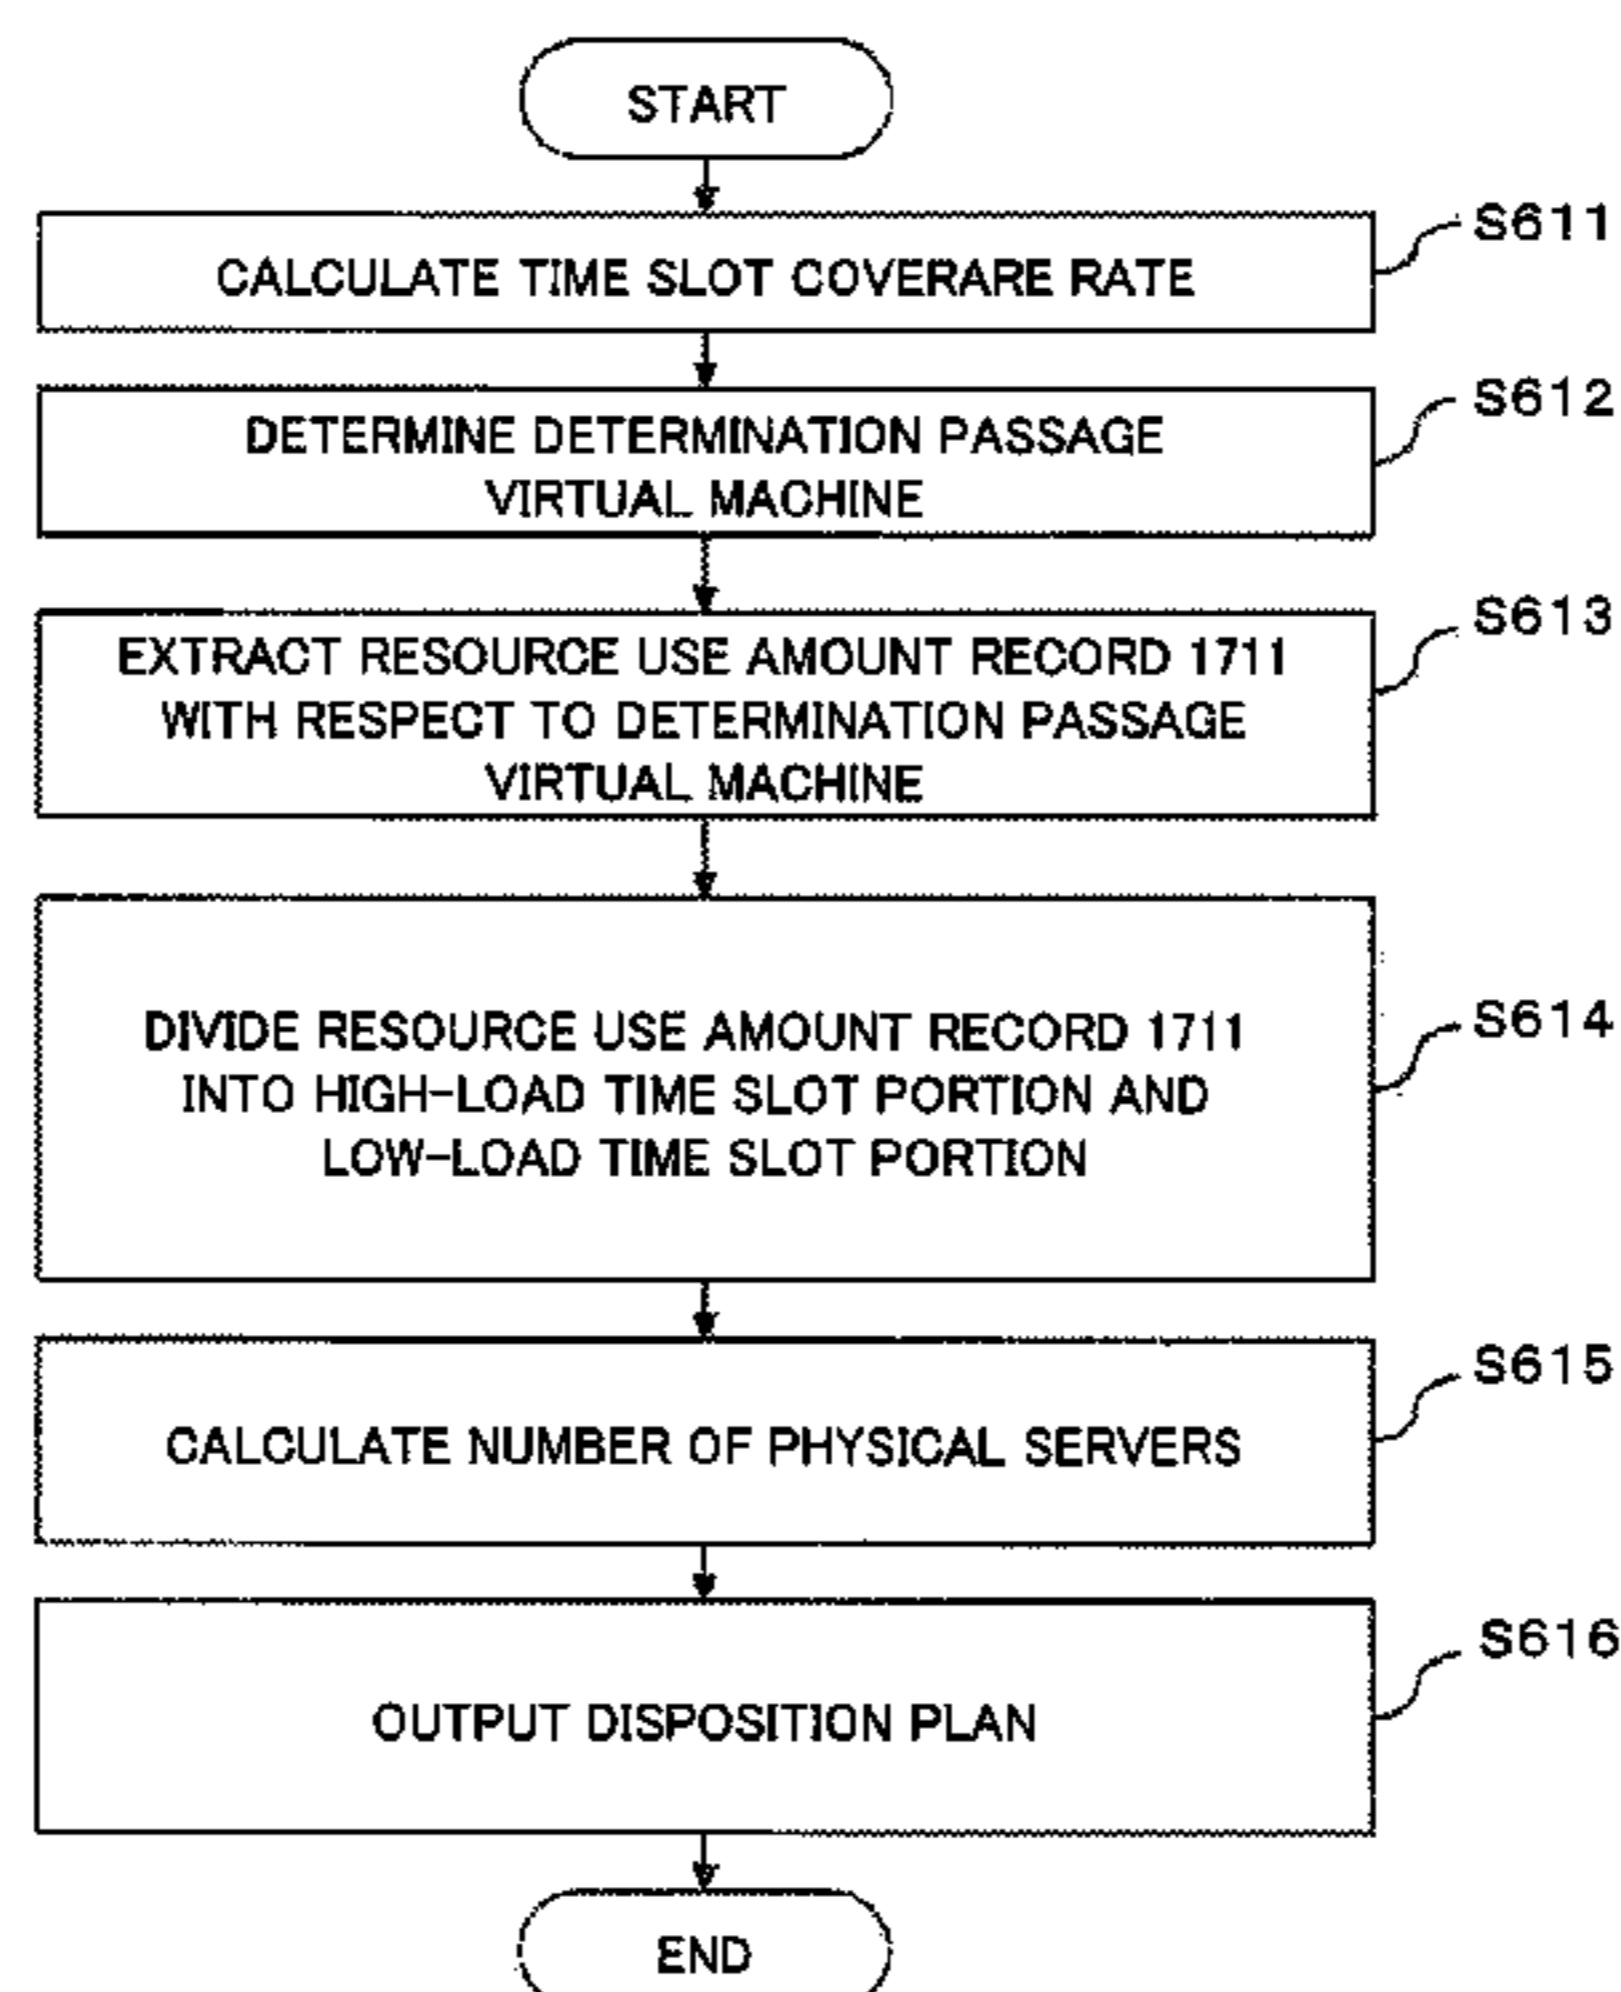 START
CALCULATE TIME SLOT COVERARE RATE
S611
DETERMINE DETERMINATION PASSAGE
VIRTUAL MACHINE
S612
EXTRACT RESOURCE USE AMOUNT RECORD 1711
WITH RESPECT TO DETERMINATION PASSAGE
VIRTUAL MACHINE
S613
DIVIDE RESOURCE USE AMOUNT RECORD 1711
INTO HIGH-LOAD TIME SLOT PORTION AND
LOW-LOAD TIME SLOT PORTION
S614
CALCULATE NUMBER OF PHYSICAL SERVERS
S615
OUTPUT DISPOSITION PLAN
S616
END